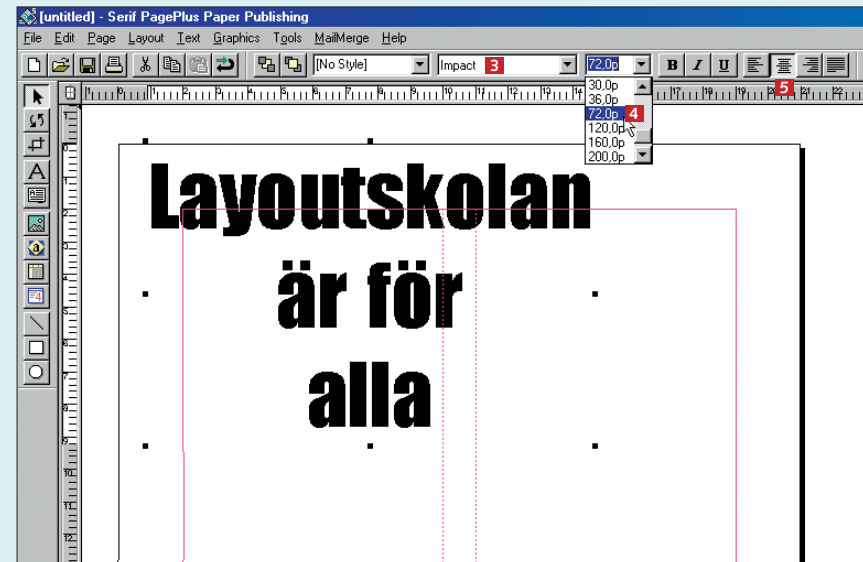 [untitled] - Serif PagePlus Paper Publishing
File Edit Page Layout Text Graphics Tools MailMerge Help
[No Style] Impact 3 72,0p B I U
5
30,0p
36,0p
72,0p 4
120,0p
160,0p
200,0p
Layoutskolan
är för
alla